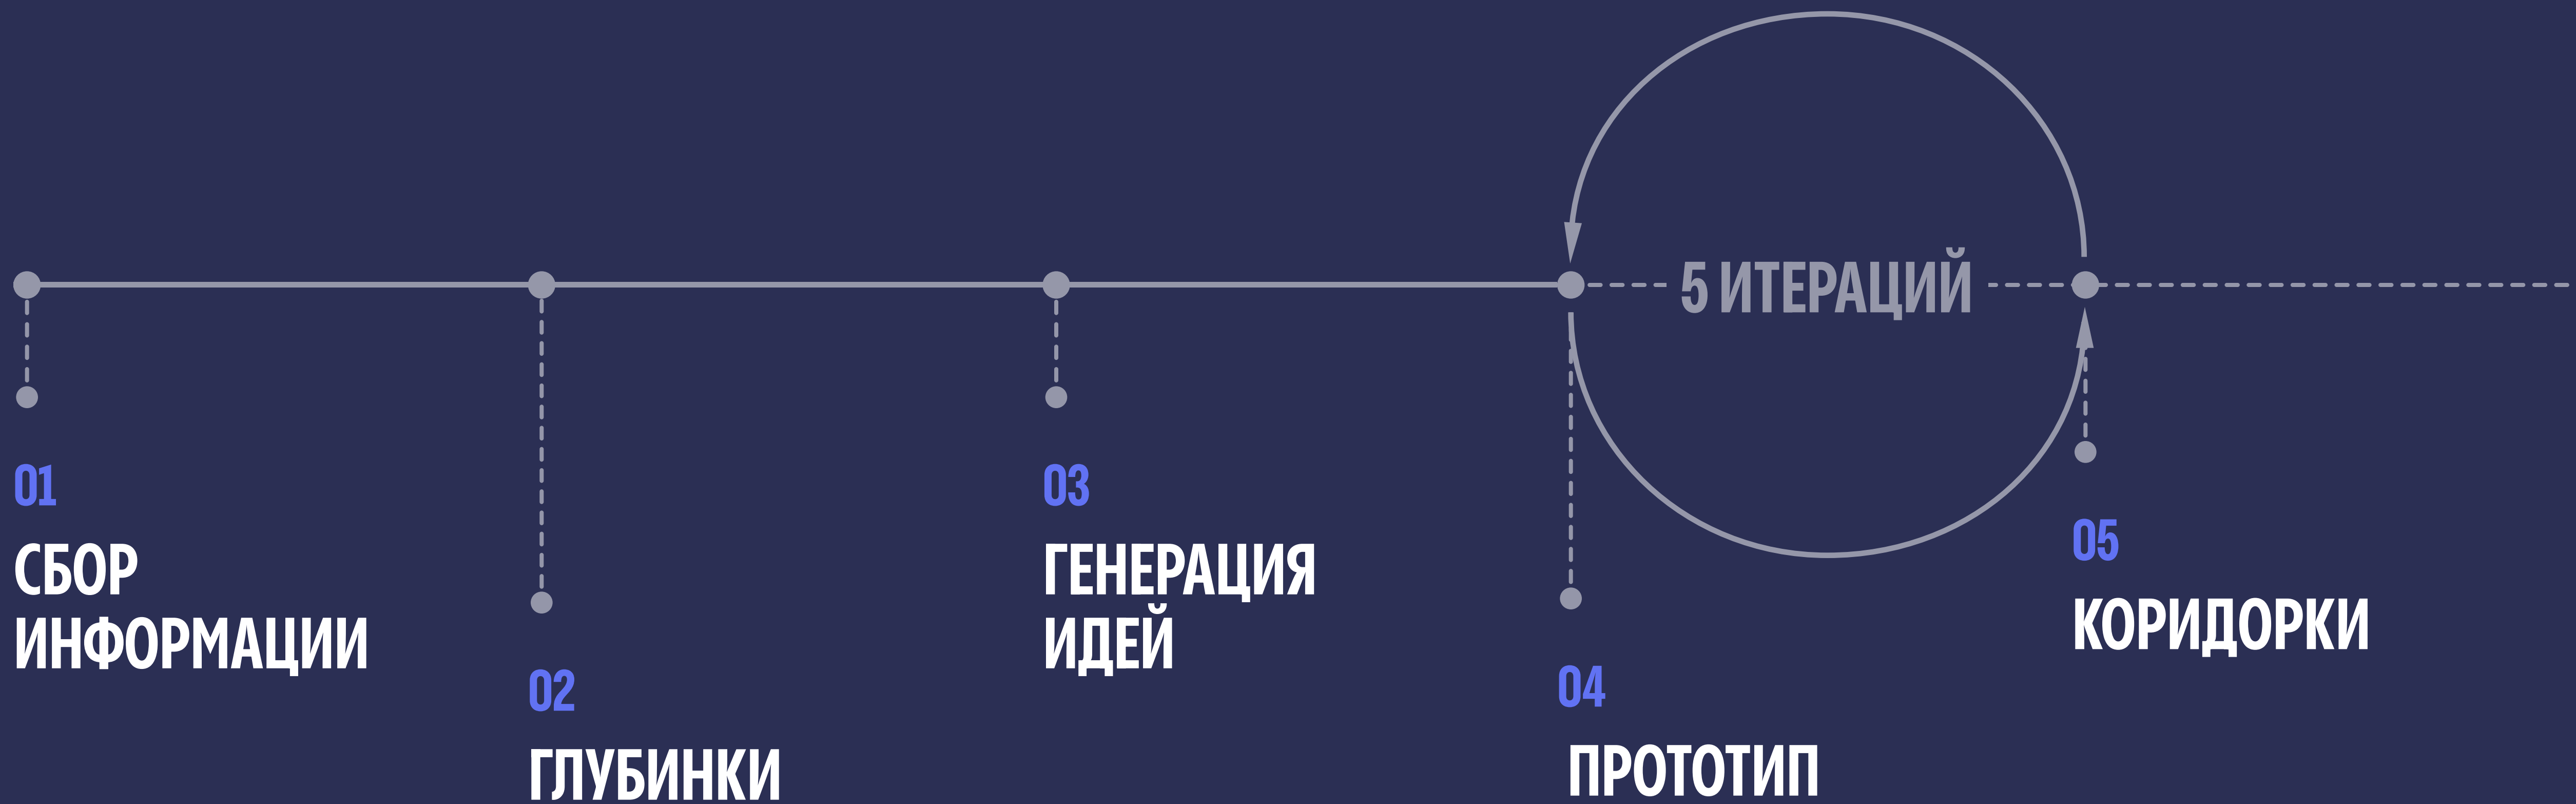 5 ИТЕРАЦИЙ
01
СБОР
ИНФОРМАЦИИ
02
ГЛУБИНКИ
03
ГЕНЕРАЦИЯ
ИДЕЙ
04
ПРОТОТИП
05
КОРИДОРКИ